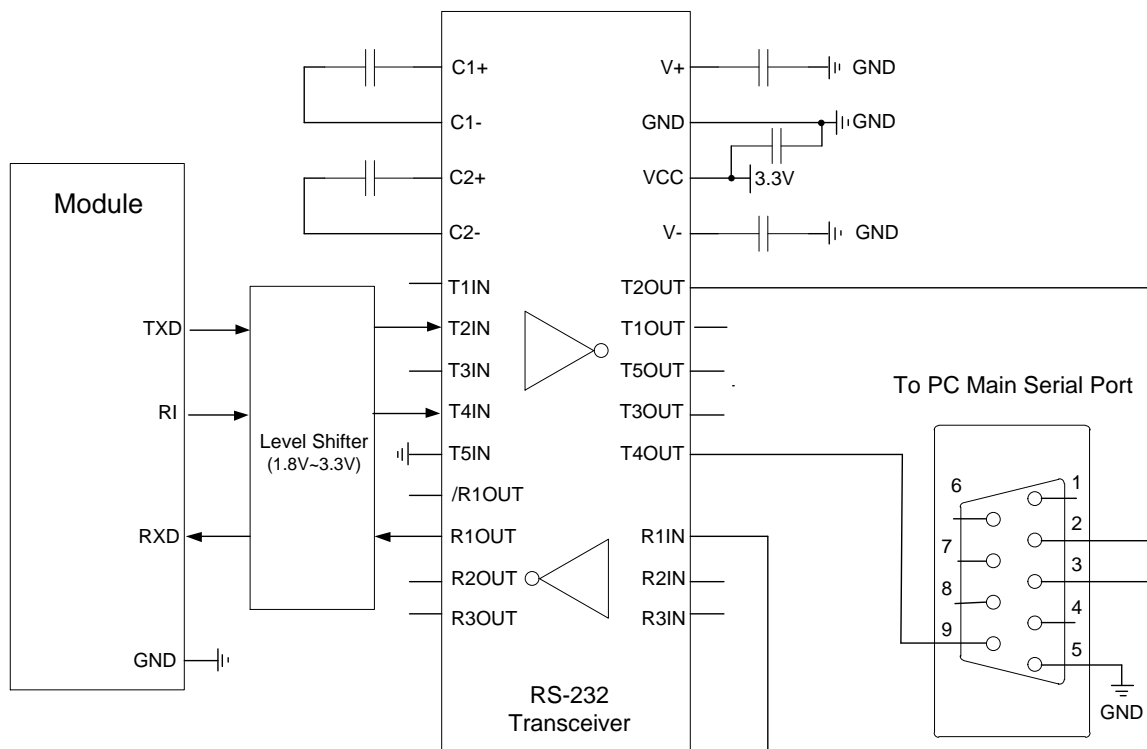 Module
TXD
RI
RXD
GND
Level Shifter
(1.8V~3.3V)
C1+
C1-
C2+
C2-
T1IN
T2IN
T3IN
T4IN
T5IN
/R1OUT
R1OUT
R2OUT
R3OUT
V+
GND
VCC
V-
T2OUT
T1OUT
T5OUT
T3OUT
T4OUT
R1IN
R2IN
R3IN
RS-232
Transceiver
GND
GND
3.3V
GND
To PC Main Serial Port
6
7
8
9
1
2
3
4
5
GND